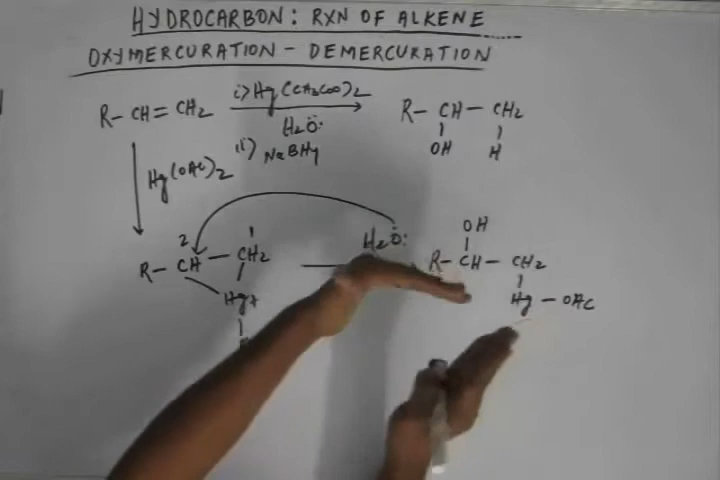 HYDROCARBON: RXN OF ALKENE
OXYMERCURATION - DEMERCURATION
R-CH=CH2 i) Hg(CH3COO)2 R-CH-CH2
H2Ö: OH H
ii) NaBH4
Hg(OAc)2
OH
2 1 H2Ö:
R-CH-CH2 R-CH-CH2
Hg+ Hg-OAc